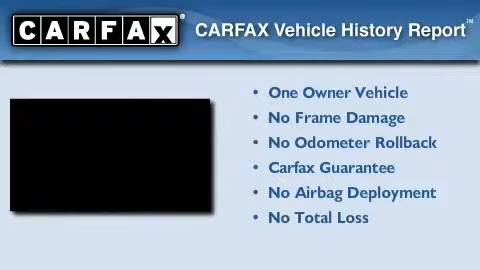 CARFAX® CARFAX Vehicle History Report™
• One Owner Vehicle
• No Frame Damage
• No Odometer Rollback
• Carfax Guarantee
• No Airbag Deployment
• No Total Loss